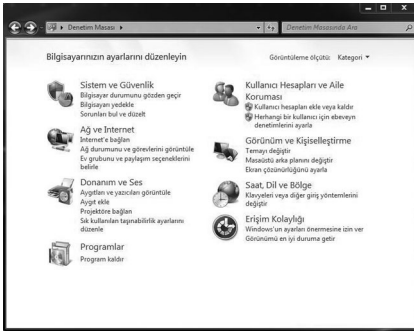 Denetim Masası
Denetim Masasında Ara
Bilgisayarınızın ayarlarını düzenleyin
Görüntüleme ölçütü: Kategori
Sistem ve Güvenlik
Bilgisayar durumunu gözden geçir
Bilgisayarı yedekle
Sorunları bul ve düzelt
Ağ ve Internet
Internet'e bağlan
Ağ durumunu ve görevlerini görüntüle
Ev grubunu ve paylaşım seçeneklerini
belirle
Donanım ve Ses
Aygıtları ve yazıcıları görüntüle
Aygıt ekle
Projektöre bağlan
Sık kullanılan taşınabilirlik ayarlarını
düzenle
Programlar
Program kaldır
Kullanıcı Hesapları ve Aile
Koruması
Kullanıcı hesapları ekle veya kaldır
Herhangi bir kullanıcı için ebeveyn
denetimlerini ayarla
Görünüm ve Kişiselleştirme
Temayı değiştir
Masaüstü arka planını değiştir
Ekran çözünürlüğünü ayarla
Saat, Dil ve Bölge
Klavyeleri veya diğer giriş yöntemlerini
değiştir
Erişim Kolaylığı
Windows'un ayarları önermesine izin ver
Görünümü en iyi duruma getir